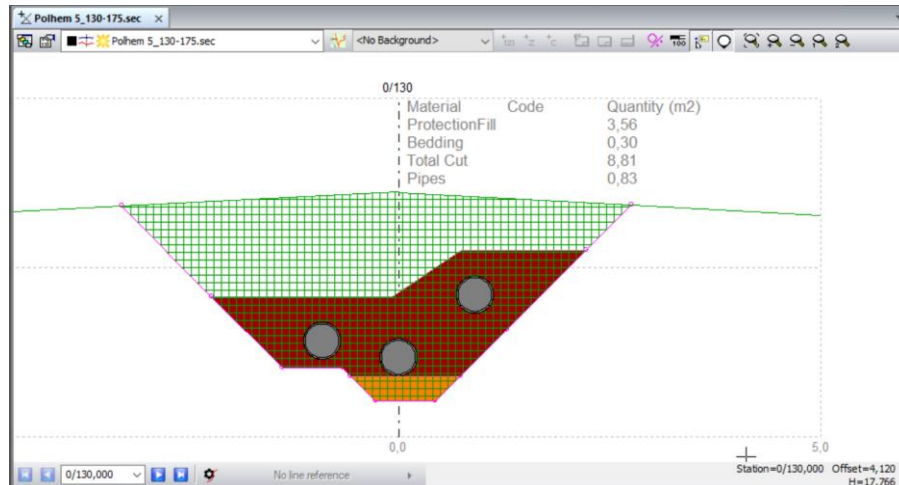 Polhem 5_130-175.sec ×
Polhem 5_130-175.sec <No Background>
0/130
Material Code Quantity (m2)
ProtectionFill 3,56
Bedding 0,30
Total Cut 8,81
Pipes 0,83
0,0 5,0
0/130,000 No line reference Station=0/130,000 Offset=4,120
H=17,766